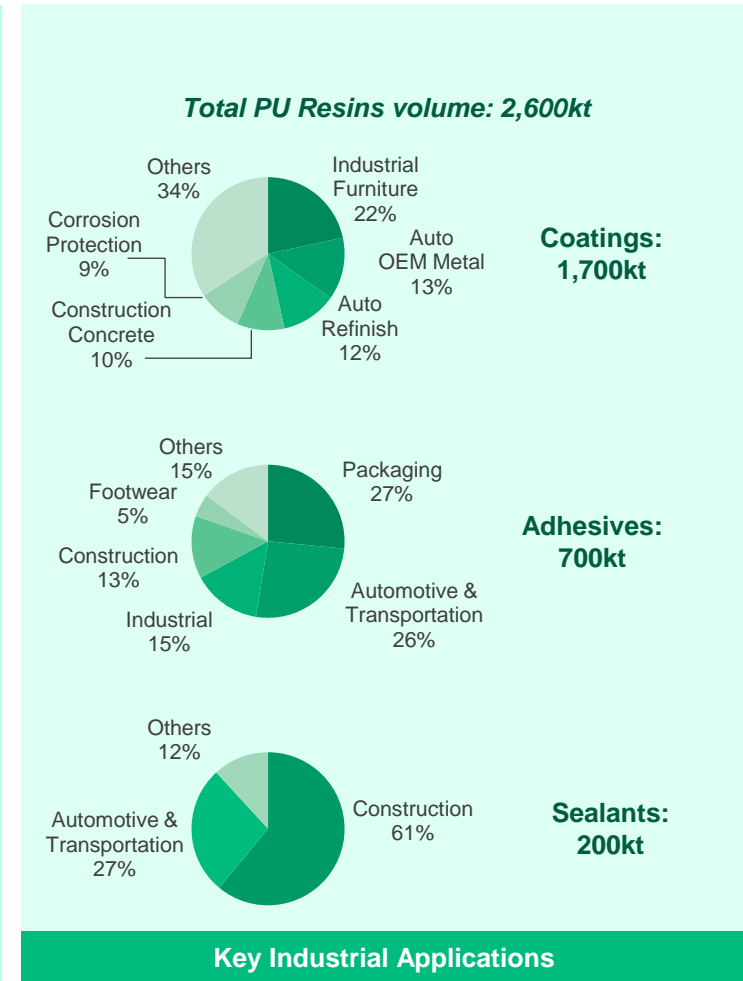 Total PU Resins volume: 2,600kt
Others
34%
Industrial
Furniture
22%
Corrosion
Protection
9%
Auto
OEM Metal
13%
Construction
Concrete
10%
Auto
Refinish
12%
Coatings:
1,700kt
Others
15%
Packaging
27%
Footwear
5%
Construction
13%
Industrial
15%
Automotive &
Transportation
26%
Adhesives:
700kt
Others
12%
Construction
61%
Automotive &
Transportation
27%
Sealants:
200kt
Key Industrial Applications